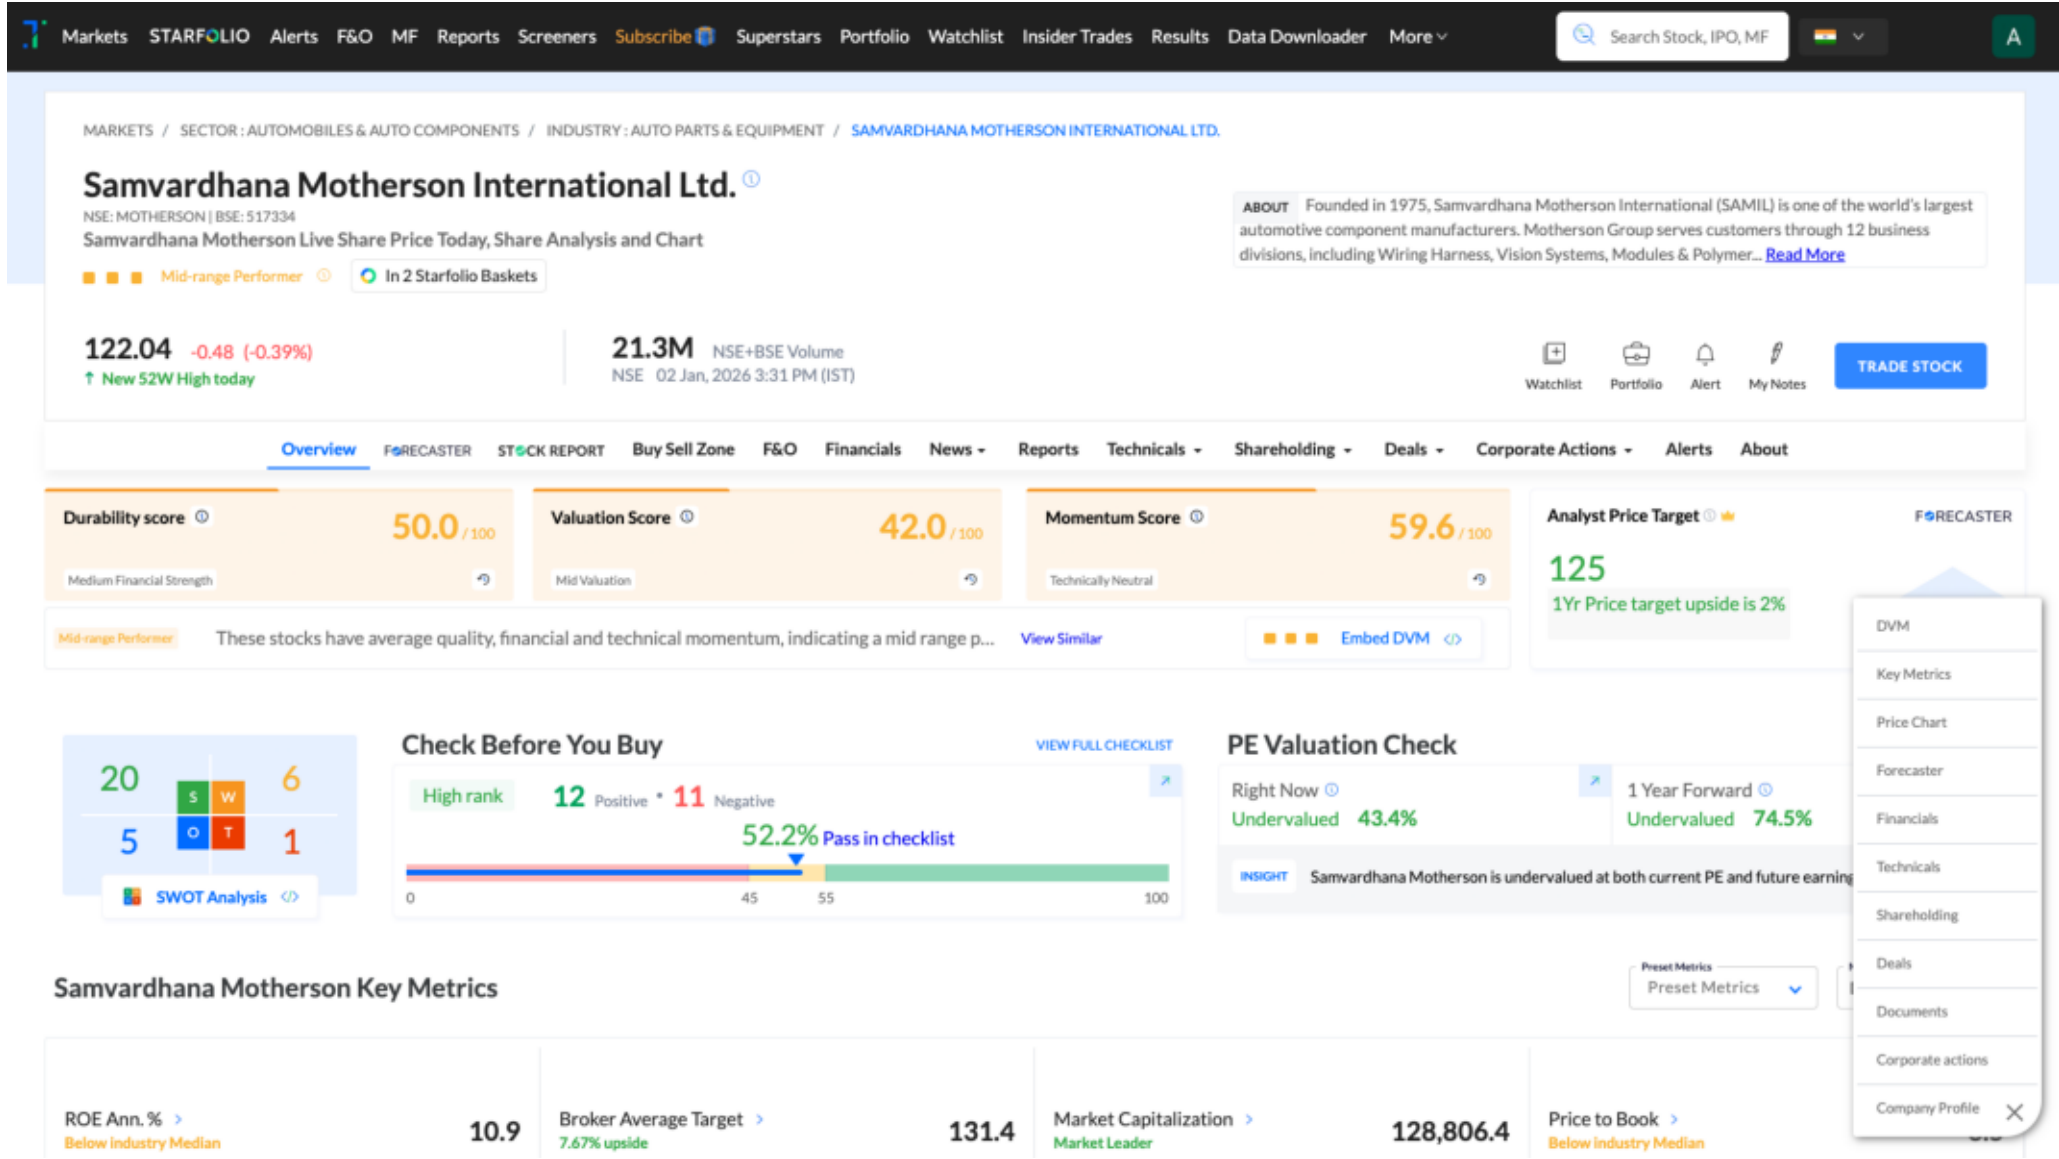 Markets STARFOLIO Alerts F&O MF Reports Screeners Subscribe Superstars Portfolio Watchlist Insider Trades Results Data Downloader More Search Stock, IPO, MF A
MARKETS / SECTOR : AUTOMOBILES & AUTO COMPONENTS / INDUSTRY : AUTO PARTS & EQUIPMENT / SAMVARDHANA MOTHERSON INTERNATIONAL LTD.
Samvardhana Motherson International Ltd.
NSE: MOTHERSON | BSE: 517334
Samvardhana Motherson Live Share Price Today, Share Analysis and Chart
Mid-range Performer In 2 Starfolio Baskets
ABOUT Founded in 1975, Samvardhana Motherson International (SAMIL) is one of the world's largest
automotive component manufacturers. Motherson Group serves customers through 12 business
divisions, including Wiring Harness, Vision Systems, Modules & Polymer... Read More
122.04 -0.48 (-0.39%)
↑ New 52W High today
21.3M NSE+BSE Volume
NSE 02 Jan, 2026 3:31 PM (IST)
Watchlist Portfolio Alert My Notes TRADE STOCK
Overview FORECASTER STOCK REPORT Buy Sell Zone F&O Financials News Reports Technicals Shareholding Deals Corporate Actions Alerts About
Durability score 50.0 / 100
Medium Financial Strength
Valuation Score 42.0 / 100
Mid Valuation
Momentum Score 59.6 / 100
Technically Neutral
Analyst Price Target FORECASTER
125
1Yr Price target upside is 2%
Mid-range Performer These stocks have average quality, financial and technical momentum, indicating a mid range p... View Similar Embed DVM </>
20 6
S W
O T
5 1
SWOT Analysis </>
Check Before You Buy VIEW FULL CHECKLIST
High rank 12 Positive * 11 Negative
52.2% Pass in checklist
0 45 55 100
PE Valuation Check
Right Now
Undervalued 43.4%
1 Year Forward
Undervalued 74.5%
INSIGHT Samvardhana Motherson is undervalued at both current PE and future earning
Samvardhana Motherson Key Metrics
Preset Metrics
Preset Metrics
ROE Ann. % > 10.9
Below industry Median
Broker Average Target > 131.4
7.67% upside
Market Capitalization > 128,806.4
Market Leader
Price to Book >
Below industry Median
DVM
Key Metrics
Price Chart
Forecaster
Financials
Technicals
Shareholding
Deals
Documents
Corporate actions
Company Profile